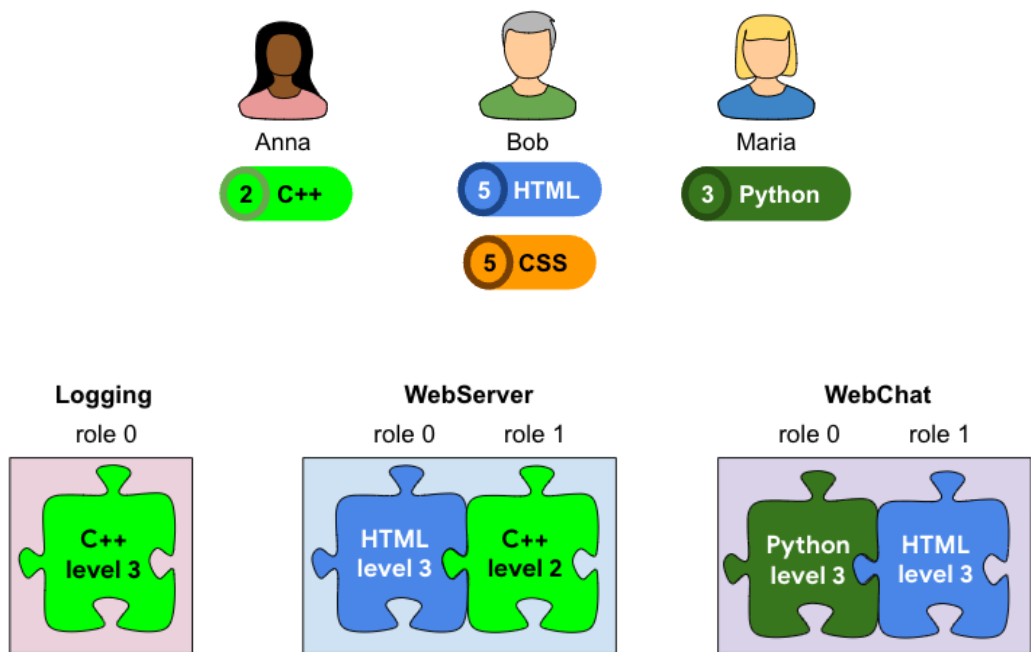 Anna
Bob
Maria
2 C++
5 HTML
3 Python
5 CSS
Logging
WebServer
WebChat
role 0
role 0
role 1
role 0
role 1
C++
level 3
HTML
level 3
C++
level 2
Python
level 3
HTML
level 3